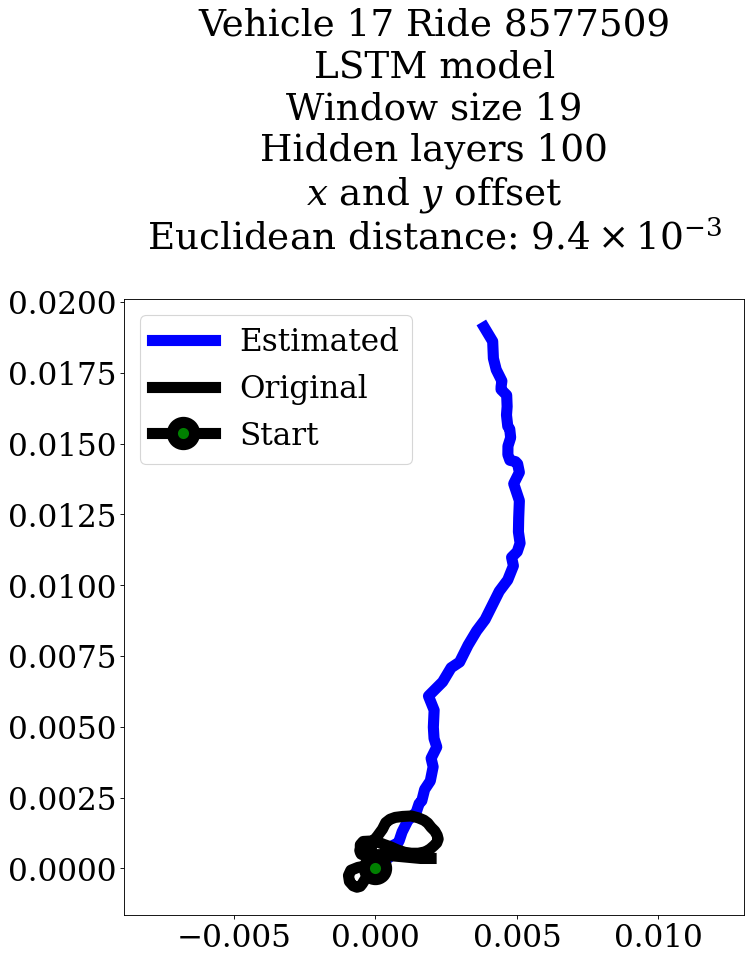 Vehicle 17 Ride 8577509
LSTM model
Window size 19
Hidden layers 100
x and y offset
Euclidean distance: 9.4 × 10⁻³
0.0200
0.0175
0.0150
0.0125
0.0100
0.0075
0.0050
0.0025
0.0000
Estimated
Original
Start
−0.005 0.000 0.005 0.010